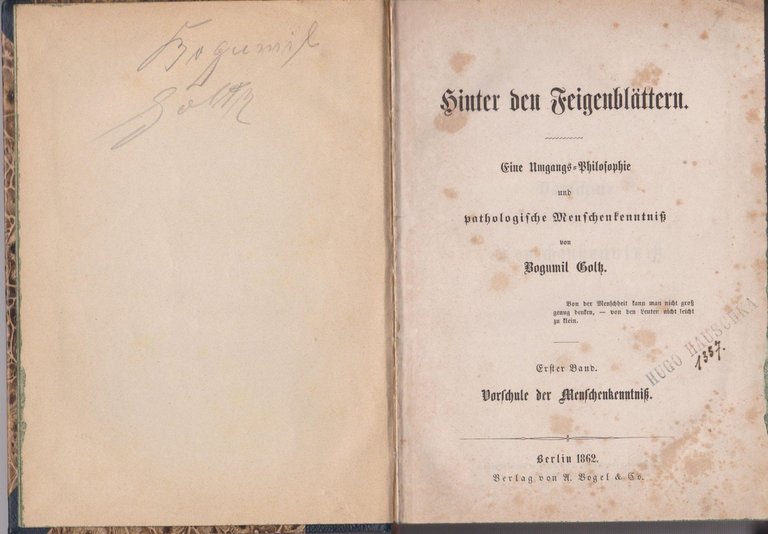 Bogumil
Goltz
Hinter den Feigenblättern.
Eine Umgangs-Philosophie
und
pathologische Menschenkenntniß
von
Bogumil Goltz.
Von der Menschheit kann man nicht groß
genug denken, — von den Leuten nicht leicht
zu klein.
Erster Band.
Vorschule der Menschenkenntniß.
HUGO HAUSCHKA
1357.
Berlin 1862.
Verlag von A. Vogel & Co.